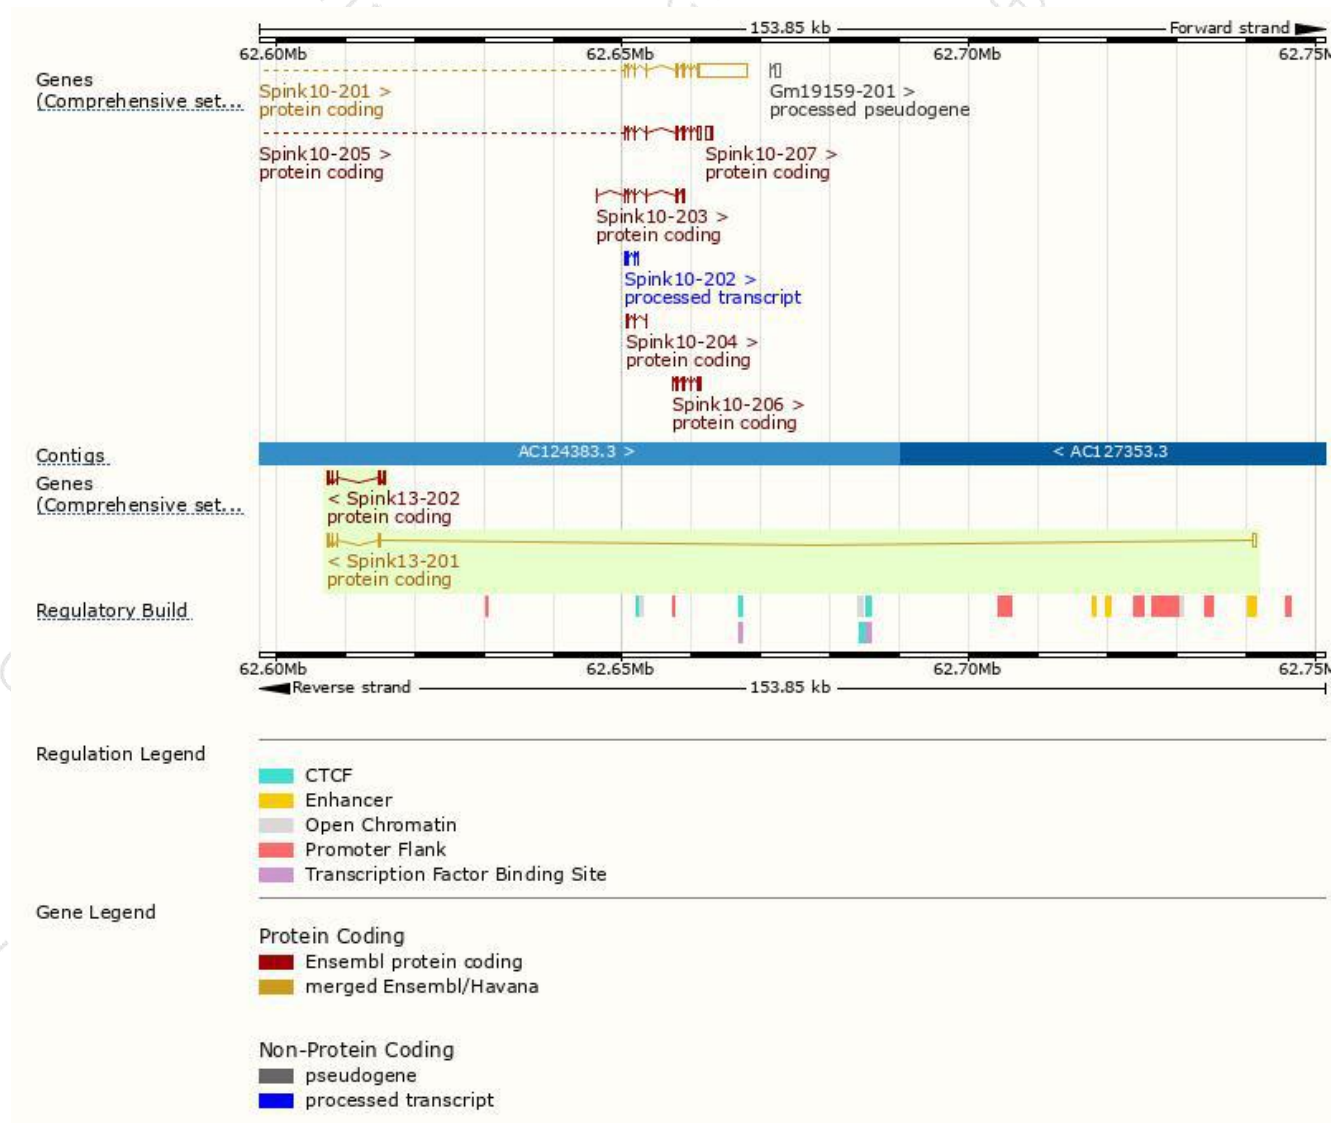 153.85 kb
Forward strand
62.60Mb 62.65Mb 62.70Mb 62.75M
Genes
(Comprehensive set...
Spink10-201 >
protein coding
Gm19159-201 >
processed pseudogene
Spink10-205 >
protein coding
Spink10-207 >
protein coding
Spink10-203 >
protein coding
Spink10-202 >
processed transcript
Spink10-204 >
protein coding
Spink10-206 >
protein coding
Contigs
AC124383.3 >
< AC127353.3
Genes
(Comprehensive set...
< Spink13-202
protein coding
< Spink13-201
protein coding
Regulatory Build
62.60Mb 62.65Mb 62.70Mb 62.75M
Reverse strand
153.85 kb
Regulation Legend
CTCF
Enhancer
Open Chromatin
Promoter Flank
Transcription Factor Binding Site
Gene Legend
Protein Coding
Ensembl protein coding
merged Ensembl/Havana
Non-Protein Coding
pseudogene
processed transcript